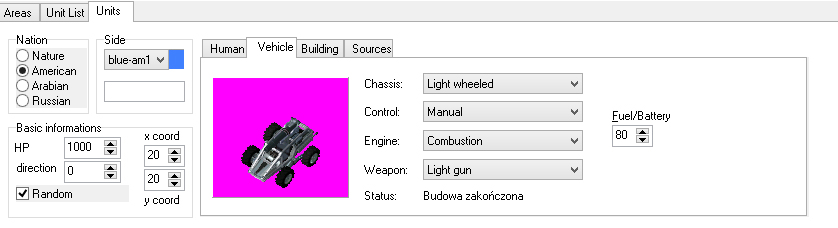 Areas Unit List Units
Nation Side
Nature
American
Arabian
Russian
blue-am1
Human Vehicle Building Sources
Chassis: Light wheeled
Control: Manual
Engine: Combustion
Weapon: Light gun
Status: Budowa zakończona
Fuel/Battery
80
Basic informations
HP 1000
direction 0
Random
x coord
20
20
y coord